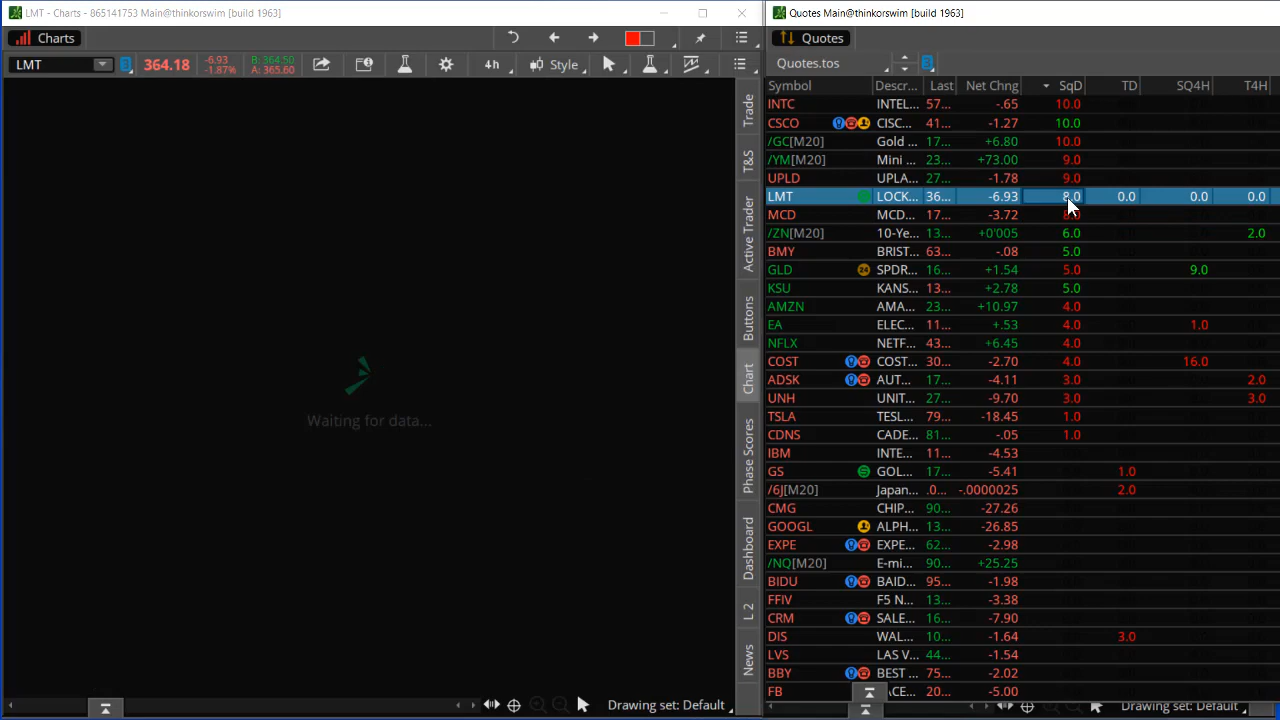 LMT - Charts - 865141753 Main@thinkorswim [build 1963]
Charts
LMT
364.18
-6.93
-1.87%
B: 364.50
A: 365.60
4h
Style
Waiting for data...
Trade
T&S
Active Trader
Buttons
Chart
Phase Scores
Dashboard
L 2
News
Drawing set: Default
Quotes Main@thinkorswim [build 1963]
Quotes
Quotes.tos
Symbol Descr... Last Net Chng SqD TD SQ4H T4H
INTC INTEL... 57... -.65 10.0
CSCO CISC... 41... -1.27 10.0
/GC[M20] Gold ... 17... +6.80 10.0
/YM[M20] Mini ... 23... +73.00 9.0
UPLD UPLA... 27... -1.78 9.0
LMT LOCK... 36... -6.93 8.0 0.0 0.0 0.0
MCD MCD... 17... -3.72
/ZN[M20] 10-Ye... 13... +0'005 6.0 2.0
BMY BRIST... 63... -.08 5.0
GLD 24 SPDR... 16... +1.54 5.0 9.0
KSU KANS... 13... +2.78 5.0
AMZN AMA... 23... +10.97 4.0
EA ELEC... 11... +.53 4.0 1.0
NFLX NETF... 43... +6.45 4.0
COST COST... 30... -2.70 4.0 16.0
ADSK AUT... 17... -4.11 3.0 2.0
UNH UNIT... 27... -9.70 3.0 3.0
TSLA TESL... 79... -18.45 1.0
CDNS CADE... 81... -.05 1.0
IBM INTE... 11... -4.53
GS S GOL... 17... -5.41 1.0
/6J[M20] Japan... .0... -.0000025 2.0
CMG CHIP... 90... -27.26
GOOGL ALPH... 13... -26.85
EXPE EXPE... 62... -2.98
/NQ[M20] E-mi... 90... +25.25
BIDU BAID... 95... -1.98
FFIV F5 N... 13... -3.38
CRM SALE... 16... -7.90
DIS WAL... 10... -1.64 3.0
LVS LAS V... 44... -1.54
BBY BEST ... 75... -2.02
FB ACE... 20... -5.00
Drawing set: Default